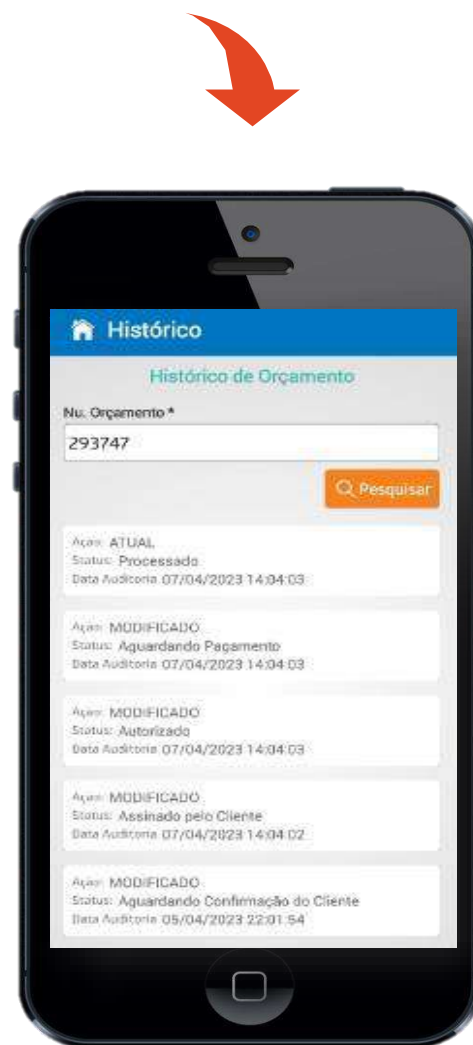 Histórico
Histórico de Orçamento
Nu. Orçamento *
293747
Pesquisar
Ação: ATUAL
Status: Processado
Data Auditoria 07/04/2023 14:04:03
Ação: MODIFICADO
Status: Aguardando Pagamento
Data Auditoria 07/04/2023 14:04:03
Ação: MODIFICADO
Status: Autorizado
Data Auditoria 07/04/2023 14:04:03
Ação: MODIFICADO
Status: Assinado pelo Cliente
Data Auditoria 07/04/2023 14:04:02
Ação: MODIFICADO
Status: Aguardando Confirmação do Cliente
Data Auditoria 05/04/2023 22:01:54